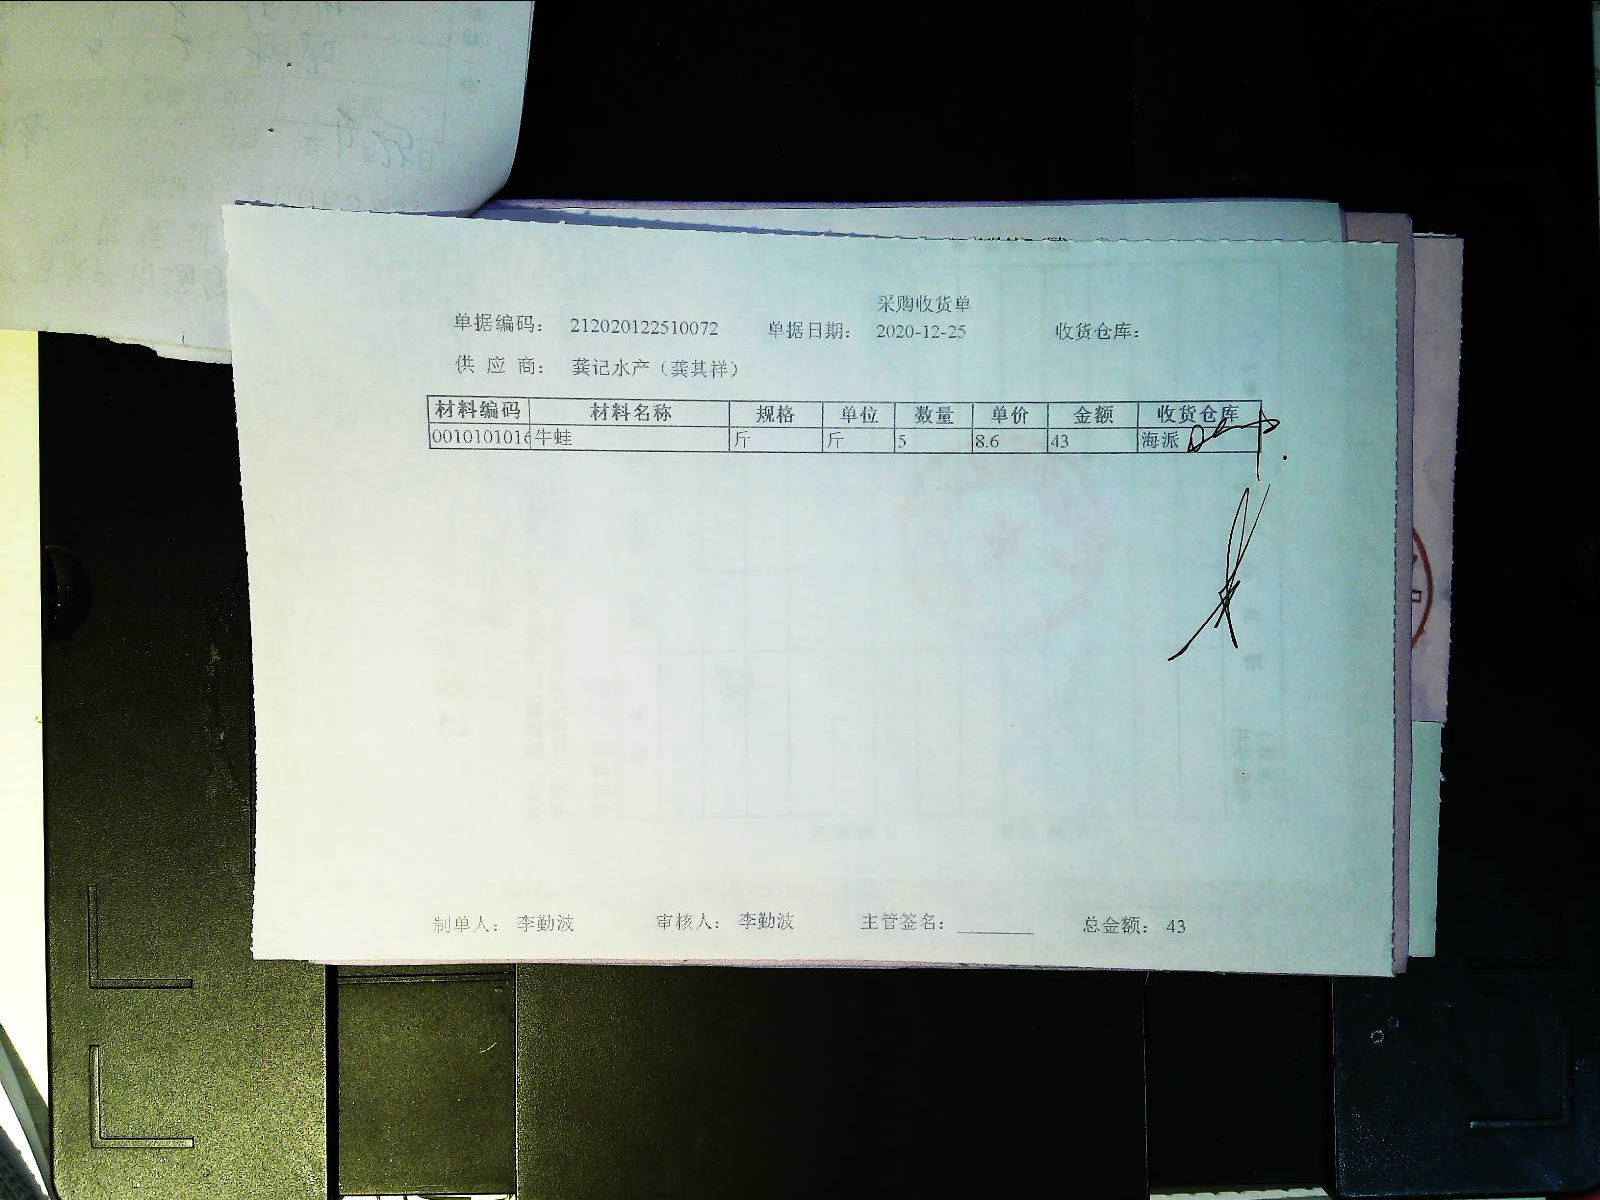 采购收货单
单据编码： 212020122510072 单据日期： 2020-12-25 收货仓库：
供 应 商： 龚记水产（龚其祥）
材料编码 材料名称 规格 单位 数量 单价 金额 收货仓库
0010101016 牛蛙 斤 斤 5 8.6 43 海派
制单人： 李勤波 审核人： 李勤波 主管签名： 总金额： 43